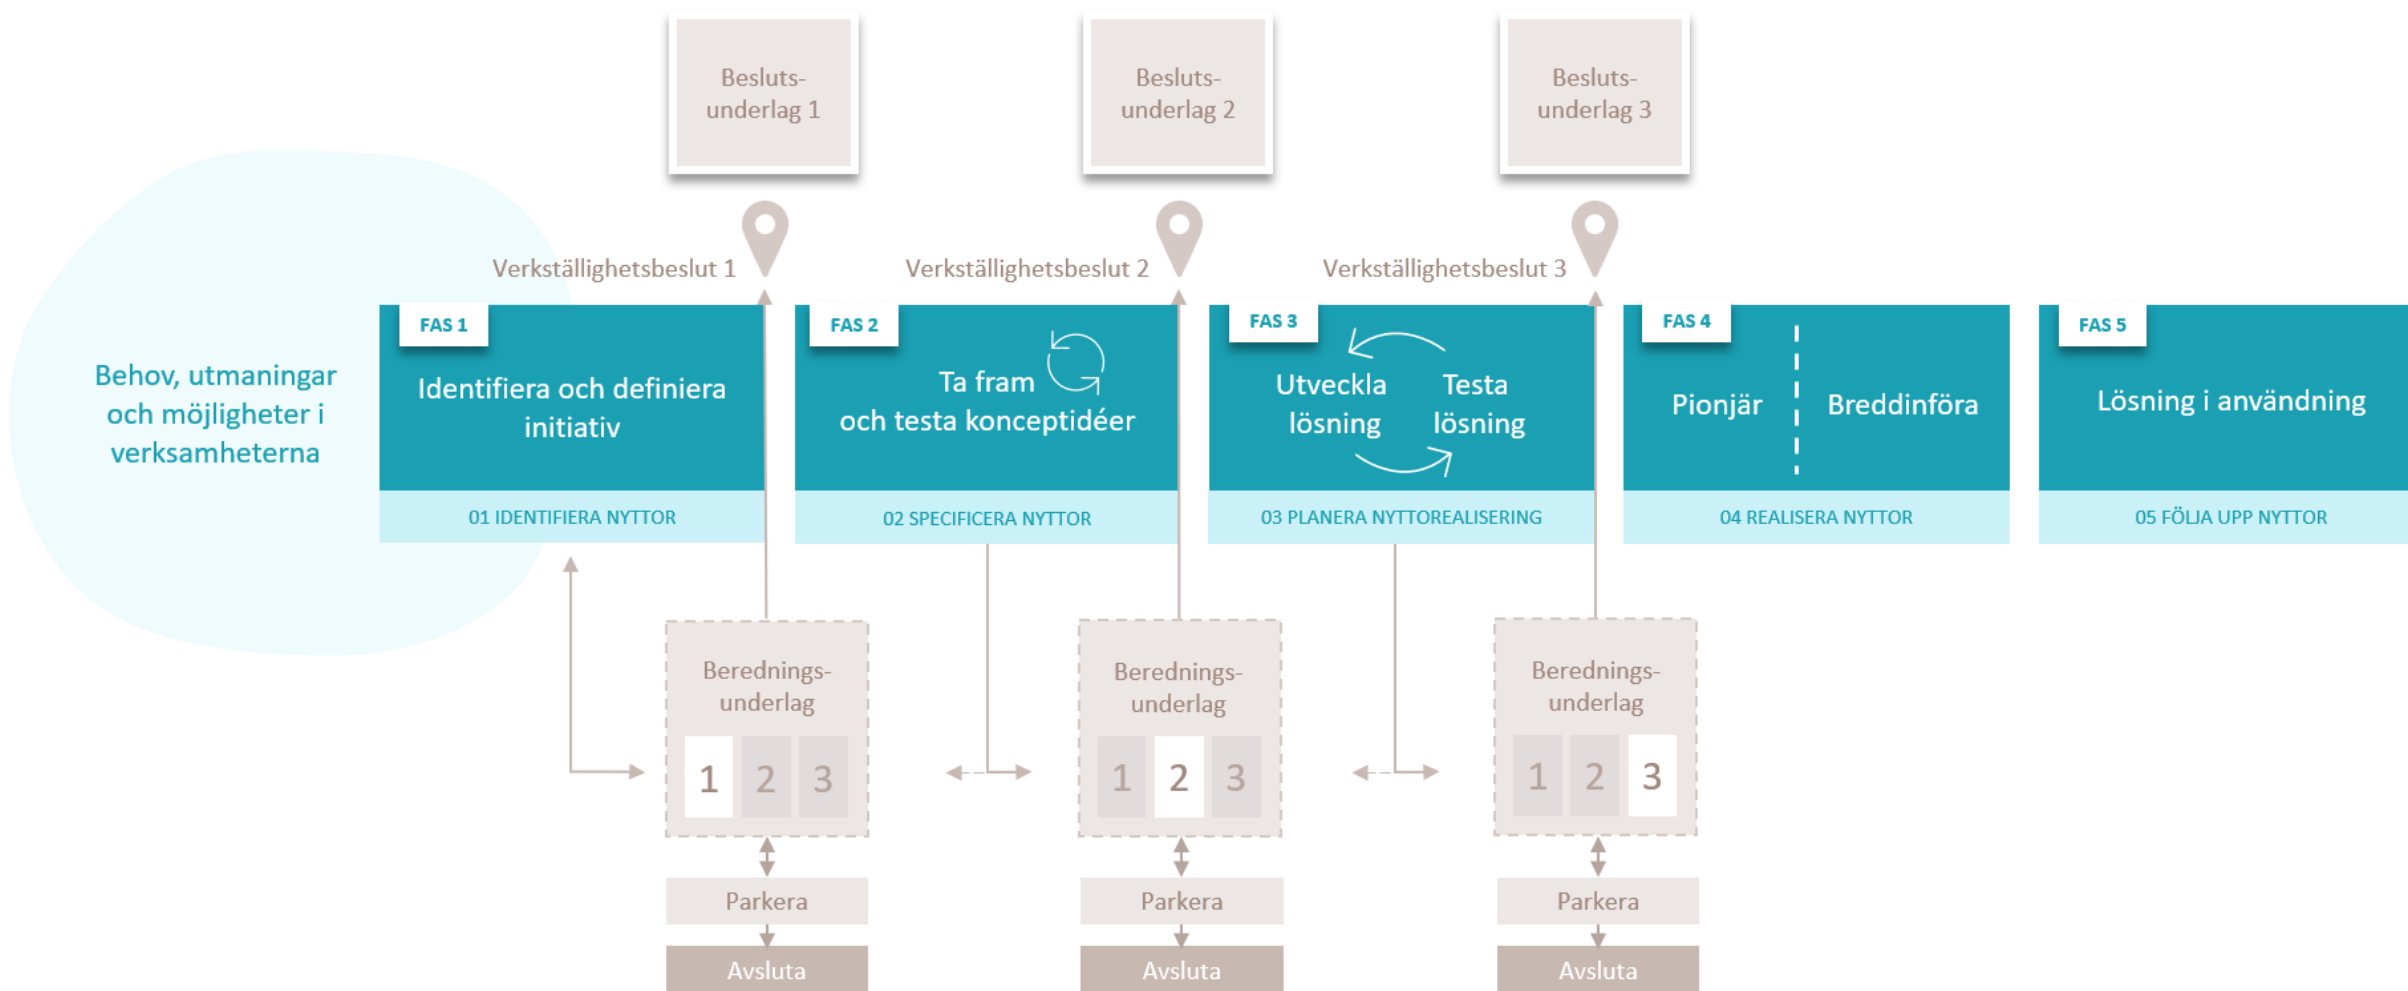 Besluts-
underlag 1
Besluts-
underlag 2
Besluts-
underlag 3
Verkställighetsbeslut 1
Verkställighetsbeslut 2
Verkställighetsbeslut 3
Behov, utmaningar
och möjligheter i
verksamheterna
FAS 1
Identifiera och definiera
initiativ
01 IDENTIFIERA NYTTOR
FAS 2
Ta fram
och testa konceptidéer
02 SPECIFICERA NYTTOR
FAS 3
Utveckla
lösning
Testa
lösning
03 PLANERA NYTTOREALISERING
FAS 4
Pionjär
Breddinföra
04 REALISERA NYTTOR
FAS 5
Lösning i användning
05 FÖLJA UPP NYTTOR
Berednings-
underlag
1 2 3
Parkera
Avsluta
Berednings-
underlag
1 2 3
Parkera
Avsluta
Berednings-
underlag
1 2 3
Parkera
Avsluta